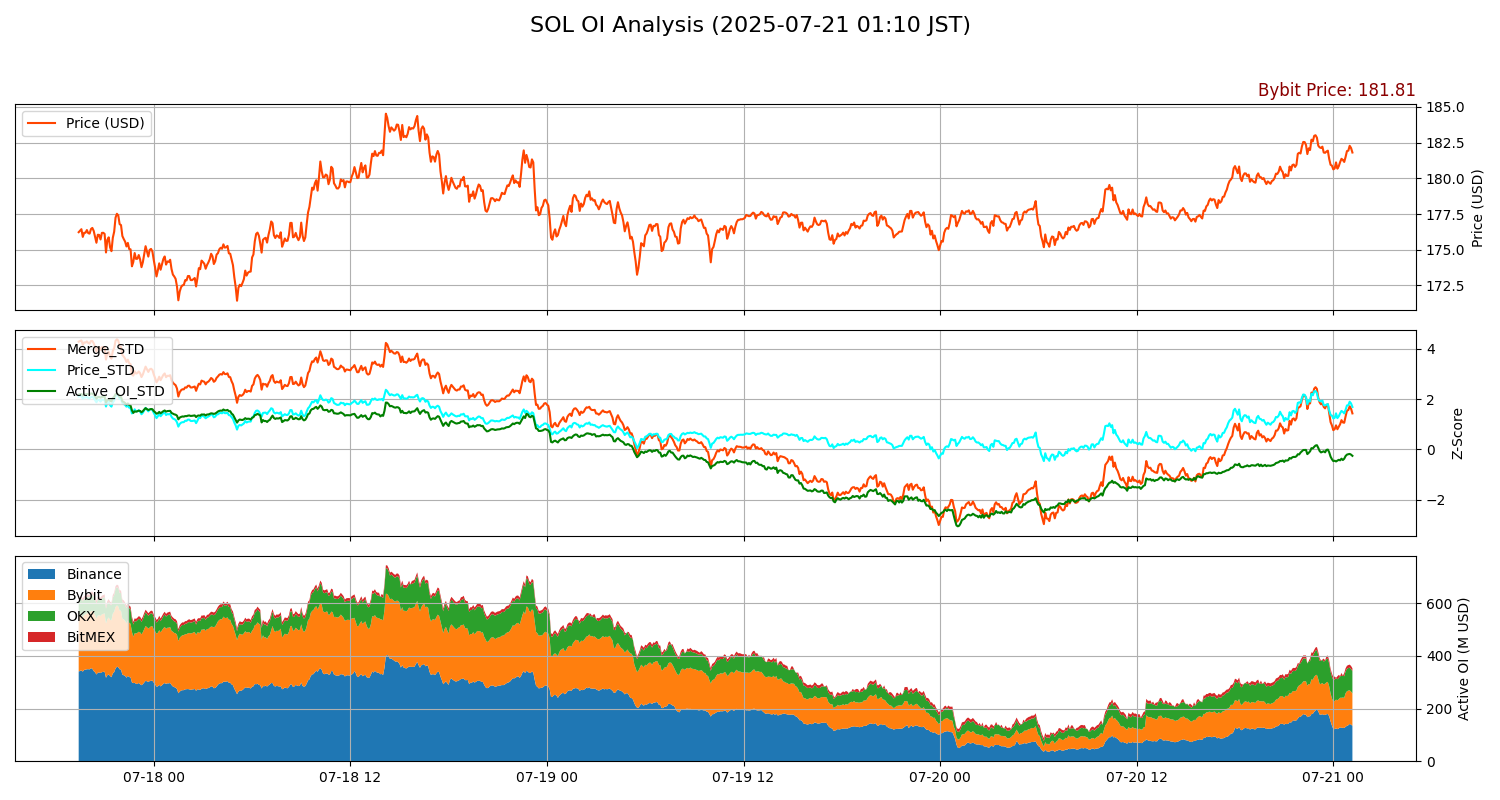 SOL OI Analysis (2025-07-21 01:10 JST)
Bybit Price: 181.81
Price (USD)
185.0
182.5
180.0
177.5
175.0
172.5
Price (USD)
Merge_STD
Price_STD
Active_OI_STD
4
2
0
−2
Z-Score
Binance
Bybit
OKX
BitMEX
600
400
200
0
Active OI (M USD)
07-18 00
07-18 12
07-19 00
07-19 12
07-20 00
07-20 12
07-21 00